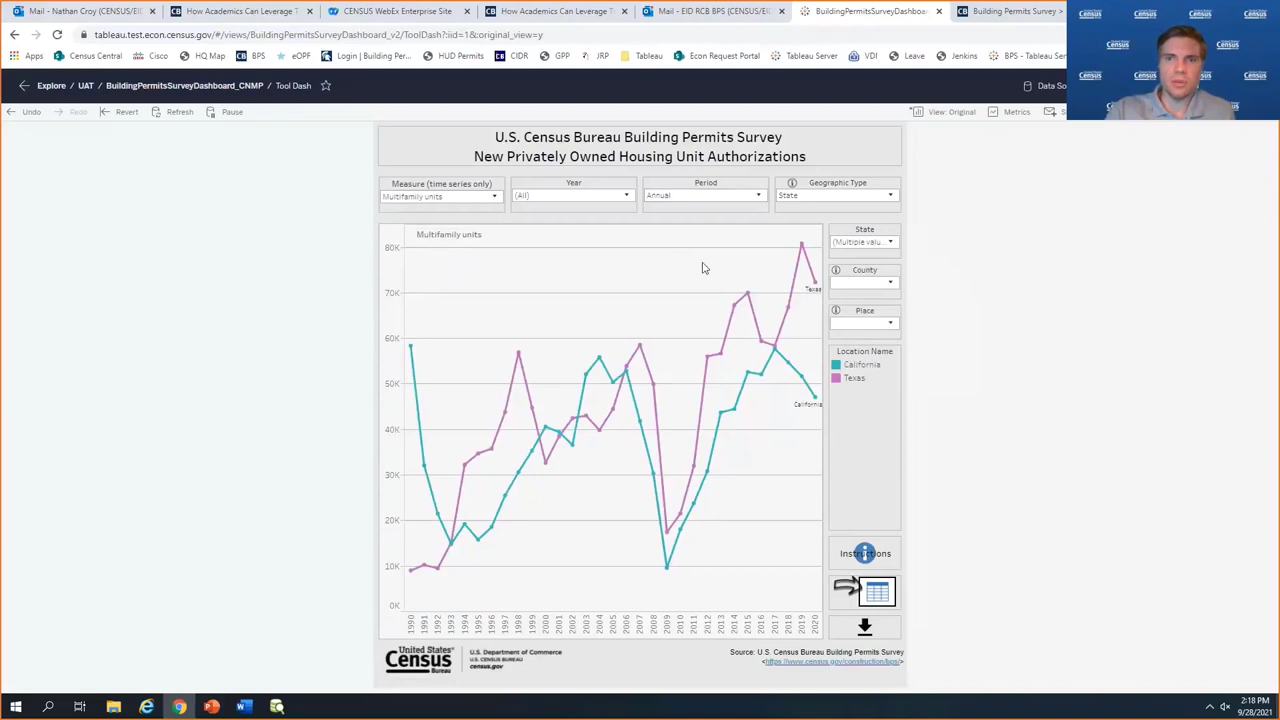 Mail - Nathan Croy (CENSUS/EID
How Academics Can Leverage T
CENSUS WebEx Enterprise Site
How Academics Can Leverage T
Mail - EID RCB BPS (CENSUS/EC
BuildingPermitsSurveyDashboa
Building Permits Survey >
tableau.test.econ.census.gov/#/views/BuildingPermitsSurveyDashboard_v2/ToolDash?:iid=1&:original_view=y
Apps
Cisco
Census Central
HQ Map
BPS
eOPF
Login | Building Per...
HUD Permits
CIDR
GPP
JRP
Tableau
Econ Request Portal
Tableau Server
VDI
Leave
Jenkins
BPS - Tableau Serv...
Explore / UAT / BuildingPermitsSurveyDashboard_CNMP / Tool Dash
Data So
Undo
Redo
Revert
Refresh
Pause
View: Original
Metrics
U.S. Census Bureau Building Permits Survey
New Privately Owned Housing Unit Authorizations
Measure (time series only)
Multifamily units
Year
(All)
Period
Annual
Geographic Type
State
Multifamily units
80K
70K
60K
50K
40K
30K
20K
10K
0K
Texas
California
1990 1991 1992 1993 1994 1995 1996 1997 1998 1999 2000 2001 2002 2003 2004 2005 2006 2007 2008 2009 2010 2011 2012 2013 2014 2015 2016 2017 2018 2019 2020
State
(Multiple valu...
County
Place
Location Name
California
Texas
Instructions
United States®
Census
Bureau
U.S. Department of Commerce
U.S. CENSUS BUREAU
census.gov
Source: U.S. Census Bureau Building Permits Survey
<https://www.census.gov/construction/bps/>
2:18 PM
9/28/2021